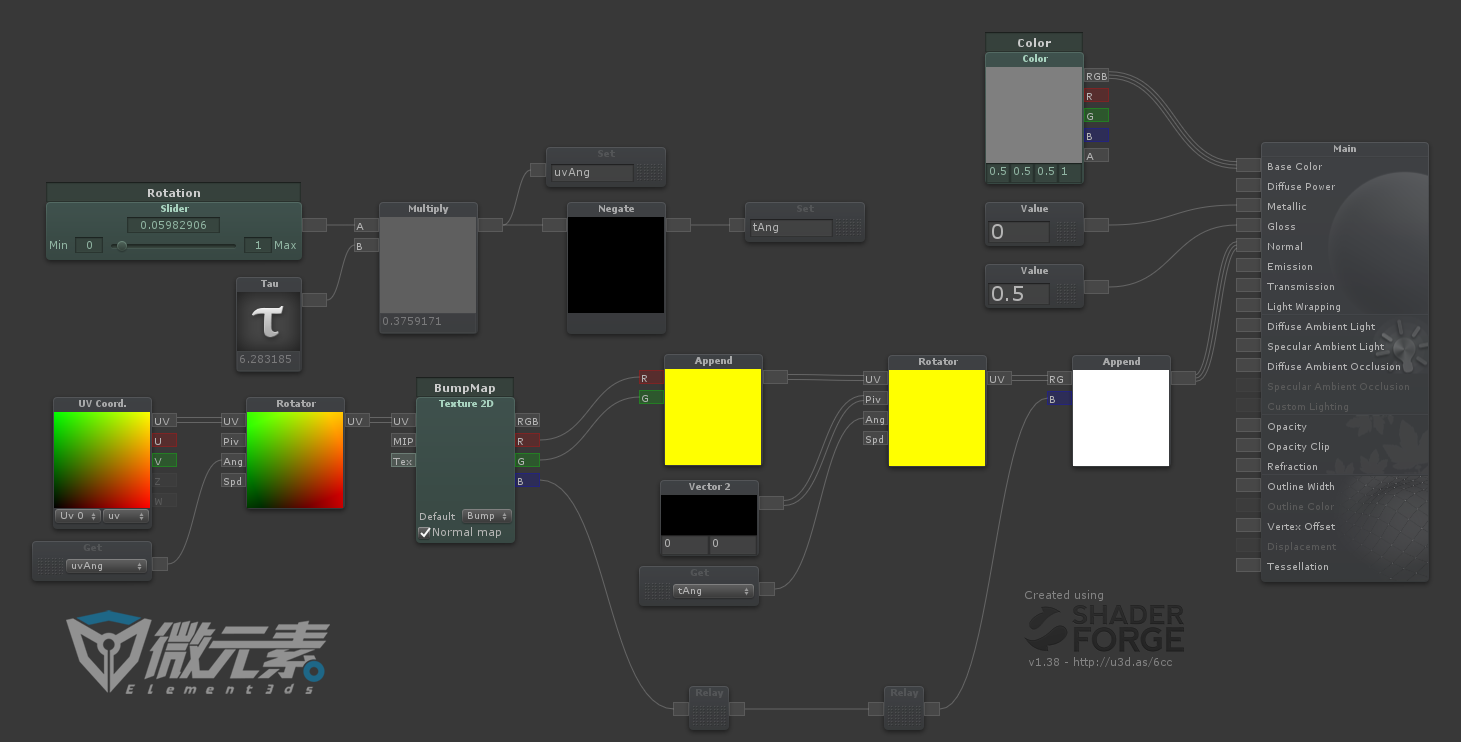 Color
Color
RGB
R
G
B
A
0.5 0.5 0.5 1
Main
Base Color
Diffuse Power
Metallic
Gloss
Normal
Emission
Transmission
Light Wrapping
Diffuse Ambient Light
Specular Ambient Light
Diffuse Ambient Occlusion
Specular Ambient Occlusion
Custom Lighting
Opacity
Opacity Clip
Refraction
Outline Width
Outline Color
Vertex Offset
Displacement
Tessellation
Value
0
Value
0.5
Set
uvAng
Rotation
Slider
0.05982906
Min 0 1 Max
Tau
τ
6.283185
Multiply
A
B
0.3759171
Negate
Set
tAng
UV Coord.
UV
U
V
Z
W
Uv 0 uv
Get
uvAng
Rotator
UV
Piv
Ang
Spd
UV
BumpMap
Texture 2D
UV
MIP
Tex
RGB
R
G
B
Default Bump
Normal map
Append
R
G
Vector 2
0 0
Get
tAng
Rotator
UV
Piv
Ang
Spd
UV
Append
RG
B
Relay
Relay
Created using
SHADER
FORGE
v1.38 - http://u3d.as/6cc
微元素
Element3ds